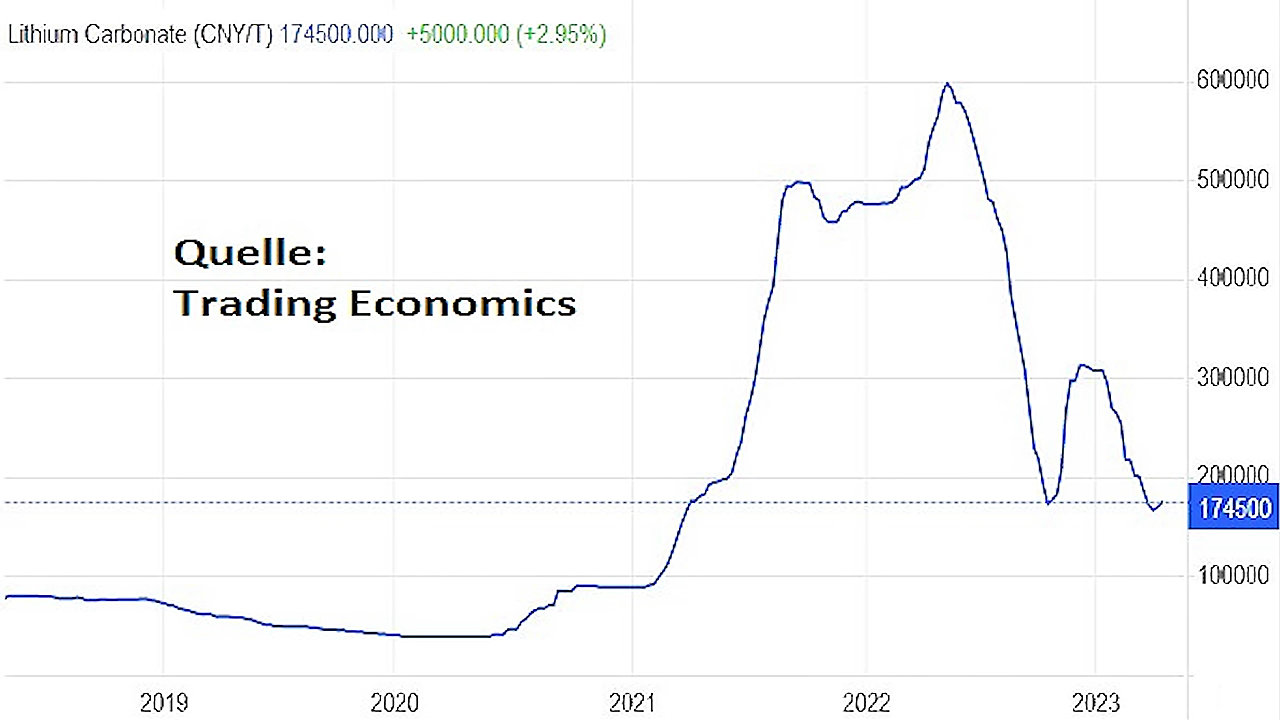 Lithium Carbonate (CNY/T) 174500.000 +5000.000 (+2.95%)
600000
500000
Quelle:
400000
Trading Economics
300000
200000
174500
100000
2019 2020 2021 2022 2023